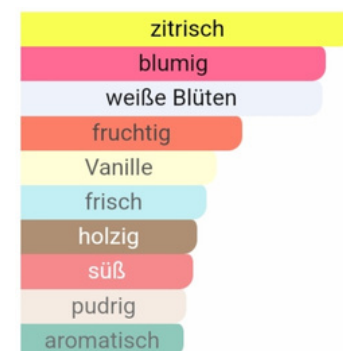 zitrisch
blumig
weiße Blüten
fruchtig
Vanille
frisch
holzig
süß
pudrig
aromatisch